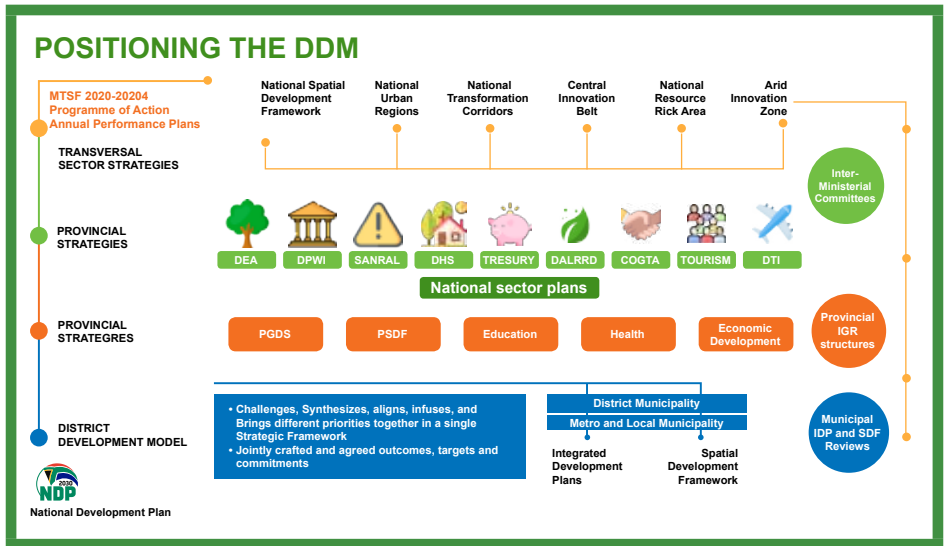 POSITIONING THE DDM
MTSF 2020-20204
Programme of Action
Annual Performance Plans
National Spatial
Development
Framework
National
Urban
Regions
National
Transformation
Corridors
Central
Innovation
Belt
National
Resource
Rick Area
Arid
Innovation
Zone
TRANSVERSAL
SECTOR STRATEGIES
Inter-
Ministerial
Committees
PROVINCIAL
STRATEGIES
DEA
DPWI
SANRAL
DHS
TRESURY
DALRRD
COGTA
TOURISM
DTI
National sector plans
PROVINCIAL
STRATEGRES
PGDS
PSDF
Education
Health
Economic
Development
Provincial
IGR
structures
DISTRICT
DEVELOPMENT MODEL
• Challenges, Synthesizes, aligns, infuses, and
Brings different priorities together in a single
Strategic Framework
• Jointly crafted and agreed outcomes, targets and
commitments
District Municipality
Metro and Local Municipality
Integrated
Development
Plans
Spatial
Development
Framework
Municipal
IDP and SDF
Reviews
2030
NDP
National Development Plan